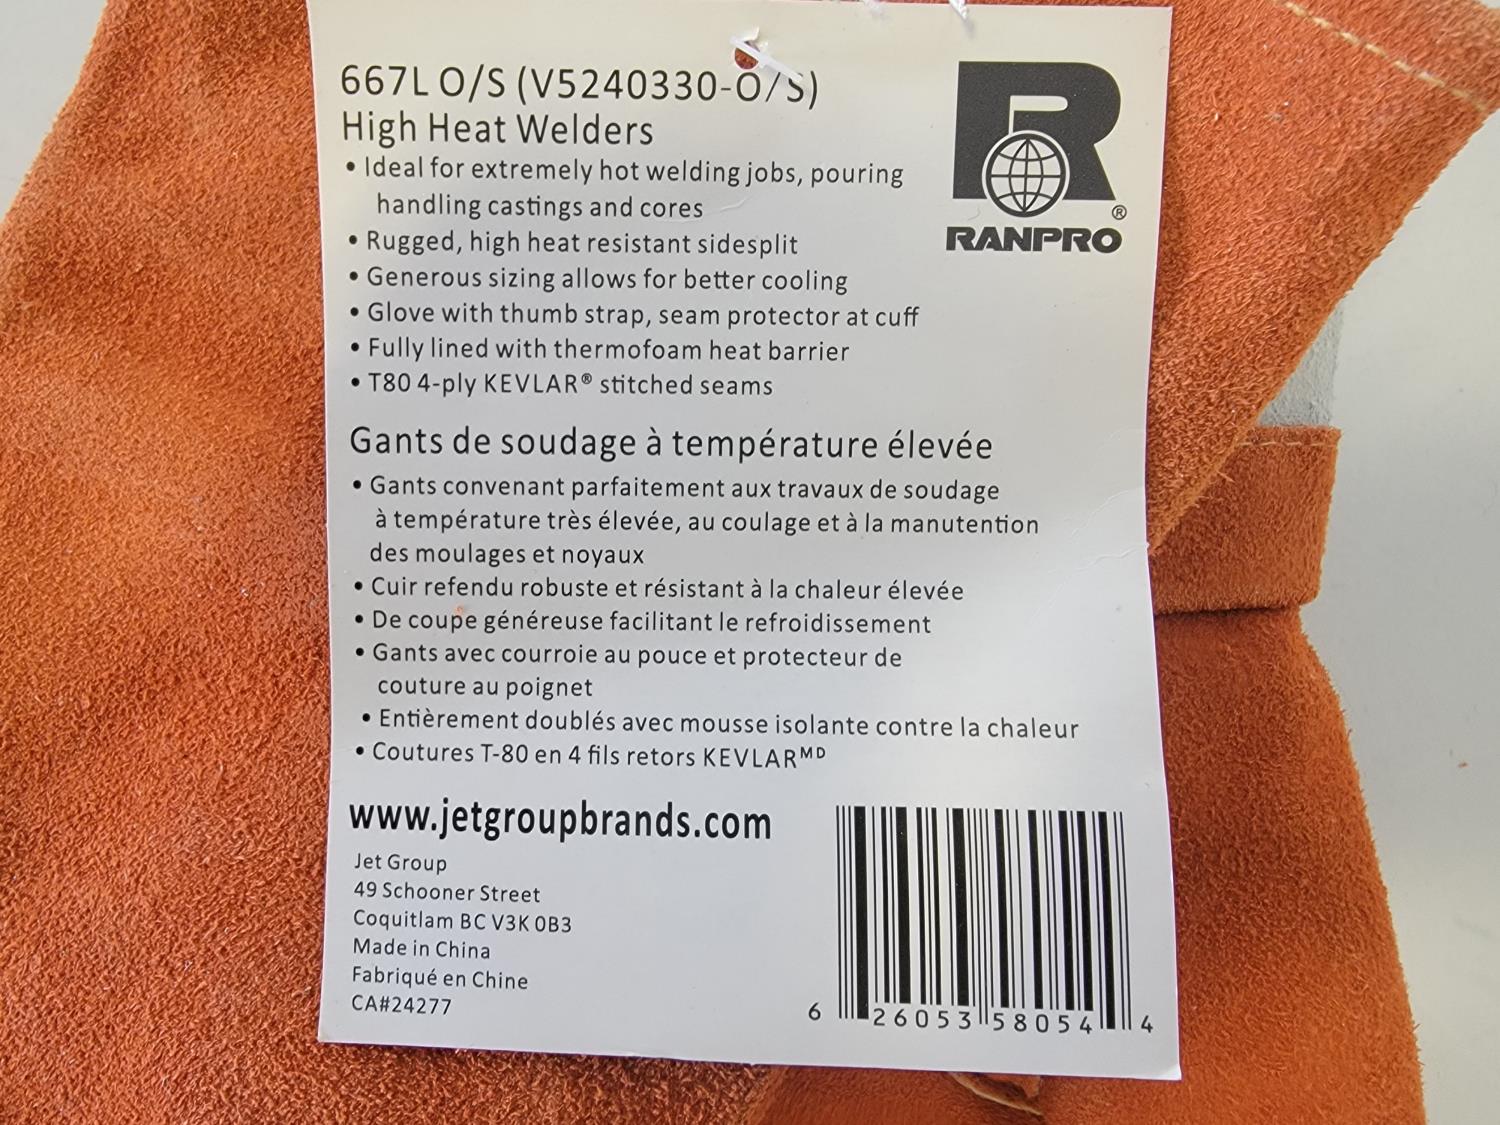 667L O/S (V5240330-O/S)
High Heat Welders
• Ideal for extremely hot welding jobs, pouring
handling castings and cores
• Rugged, high heat resistant sidesplit
• Generous sizing allows for better cooling
• Glove with thumb strap, seam protector at cuff
• Fully lined with thermofoam heat barrier
• T80 4-ply KEVLAR® stitched seams
R
®
RANPRO
Gants de soudage à température élevée
• Gants convenant parfaitement aux travaux de soudage
à température très élevée, au coulage et à la manutention
des moulages et noyaux
• Cuir refendu robuste et résistant à la chaleur élevée
• De coupe généreuse facilitant le refroidissement
• Gants avec courroie au pouce et protecteur de
couture au poignet
• Entièrement doublés avec mousse isolante contre la chaleur
• Coutures T-80 en 4 fils retors KEVLARᴹᴰ
www.jetgroupbrands.com
Jet Group
49 Schooner Street
Coquitlam BC V3K 0B3
Made in China
Fabriqué en Chine
CA#24277
6 26053 58054 4